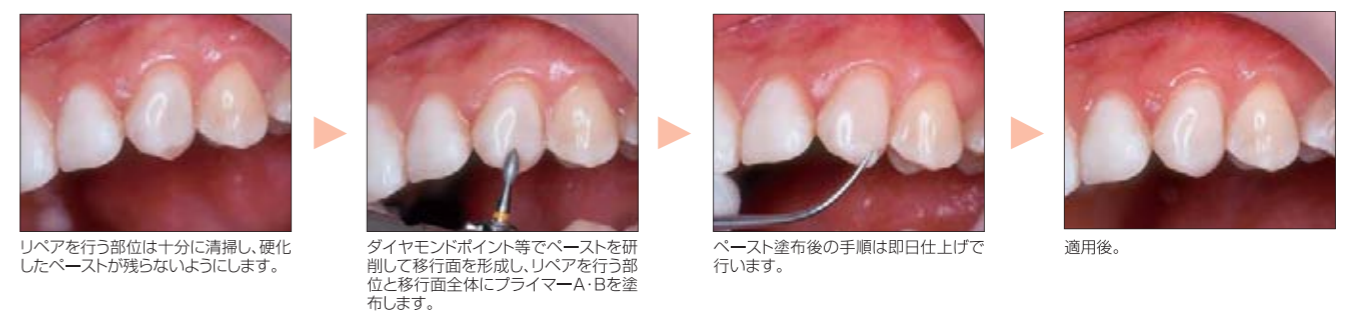 リペアを行う部位は十分に清掃し、硬化
したペーストが残らないようにします。
ダイヤモンドポイント等でペーストを研
削して移行面を形成し、リペアを行う部
位と移行面全体にプライマーA・Bを塗
布します。
ペースト塗布後の手順は即日仕上げで
行います。
適用後。